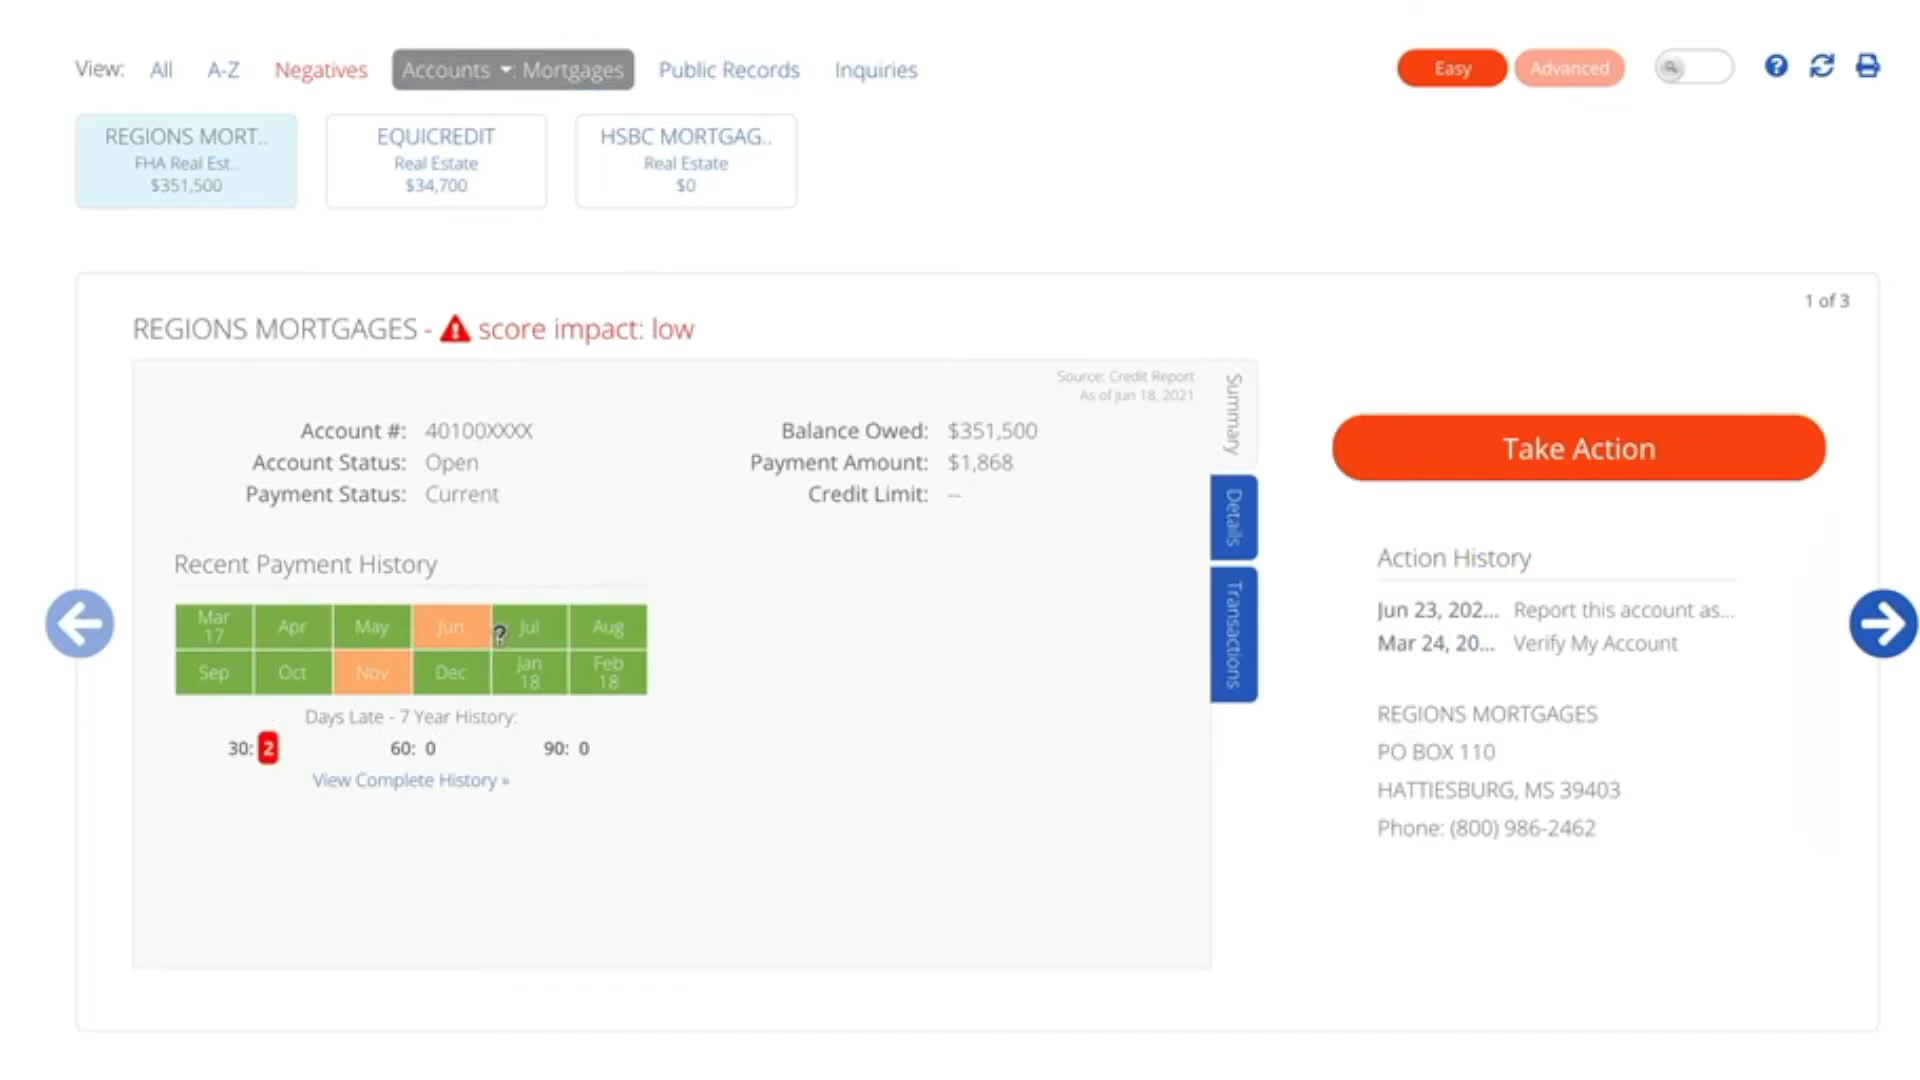 View: All A-Z Negatives Accounts : Mortgages Public Records Inquiries Easy Advanced
REGIONS MORT.. EQUICREDIT HSBC MORTGAG..
FHA Real Est.. Real Estate Real Estate
$351,500 $34,700 $0
1 of 3
REGIONS MORTGAGES - score impact: low
Source: Credit Report
As of Jun 18, 2021
Summary
Details
Transactions
Account #: 40100XXXX Balance Owed: $351,500
Account Status: Open Payment Amount: $1,868
Payment Status: Current Credit Limit: --
Recent Payment History
Mar 17 Apr May Jun Jul Aug
Sep Oct Nov Dec Jan 18 Feb 18
Days Late - 7 Year History:
30: 2 60: 0 90: 0
View Complete History »
Take Action
Action History
Jun 23, 202... Report this account as...
Mar 24, 20... Verify My Account
REGIONS MORTGAGES
PO BOX 110
HATTIESBURG, MS 39403
Phone: (800) 986-2462